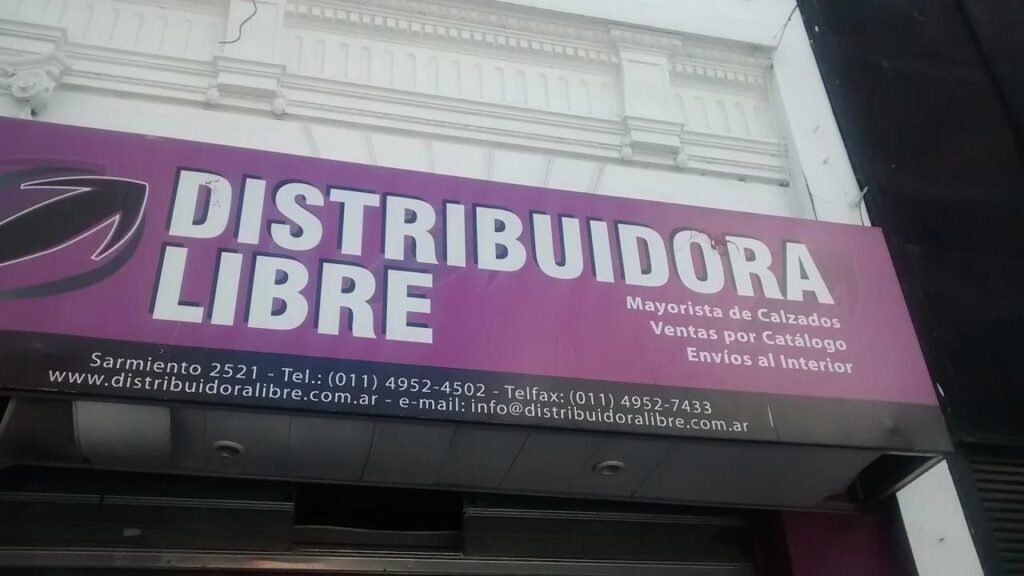 DISTRIBUIDORA
LIBRE
Mayorista de Calzados
Ventas por Catálogo
Envíos al Interior
Sarmiento 2521 - Tel.: (011) 4952-4502 - Telfax: (011) 4952-7433
www.distribuidoralibre.com.ar - e-mail: info@distribuidoralibre.com.ar